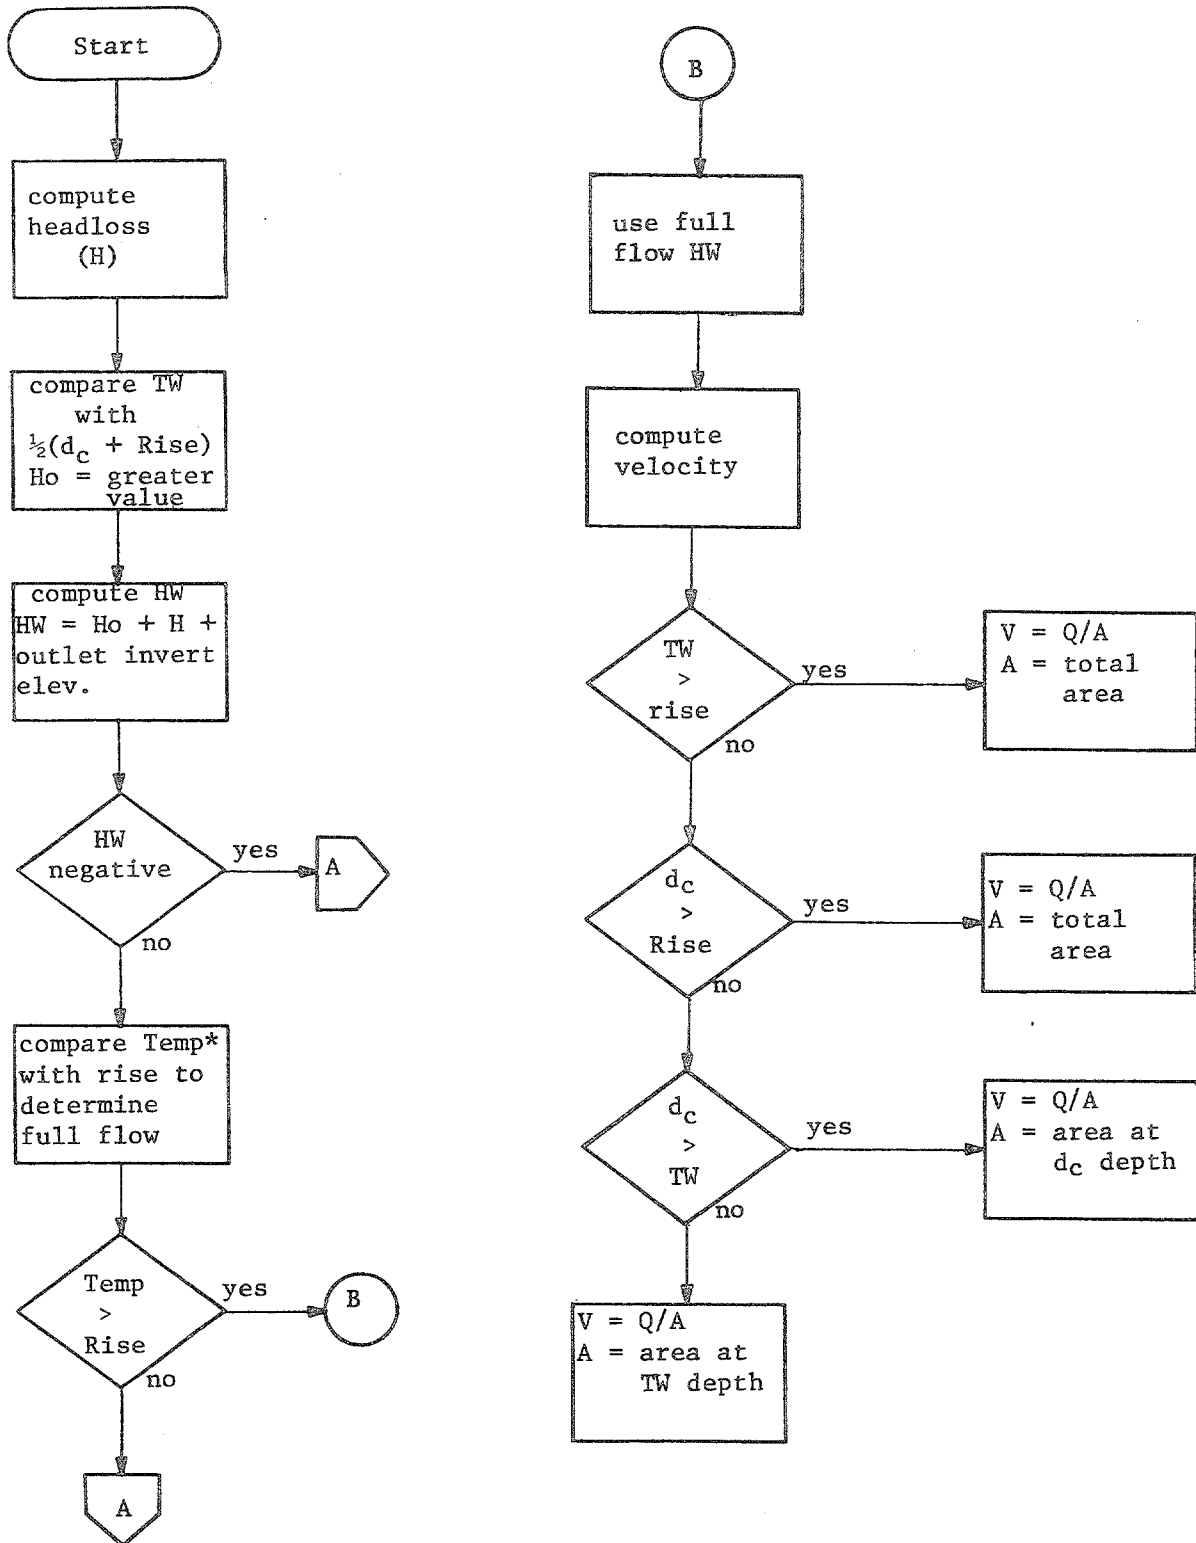 Start
compute
headloss
(H)
compare TW
with
½(dc + Rise)
Ho = greater
value
compute HW
HW = Ho + H +
outlet invert
elev.
HW
negative
yes
A
no
compare Temp*
with rise to
determine
full flow
Temp
>
Rise
yes
B
no
A
B
use full
flow HW
compute
velocity
TW
>
rise
yes
V = Q/A
A = total
area
no
dc
>
Rise
yes
V = Q/A
A = total
area
no
dc
>
TW
yes
V = Q/A
A = area at
dc depth
no
V = Q/A
A = area at
TW depth